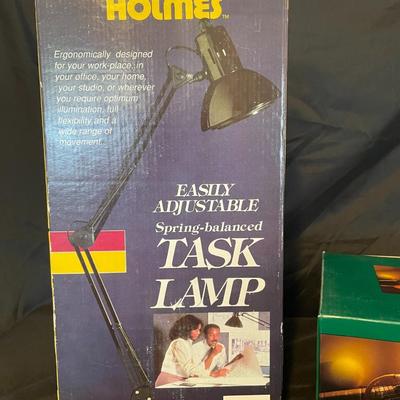 HOLMES™
Ergonomically designed
for your work-place, in
your office, your home,
your studio, or wherever
you require optimum
illumination, full
flexibility and a
wide range of
movement.
EASILY
ADJUSTABLE
Spring-balanced
TASK
LAMP